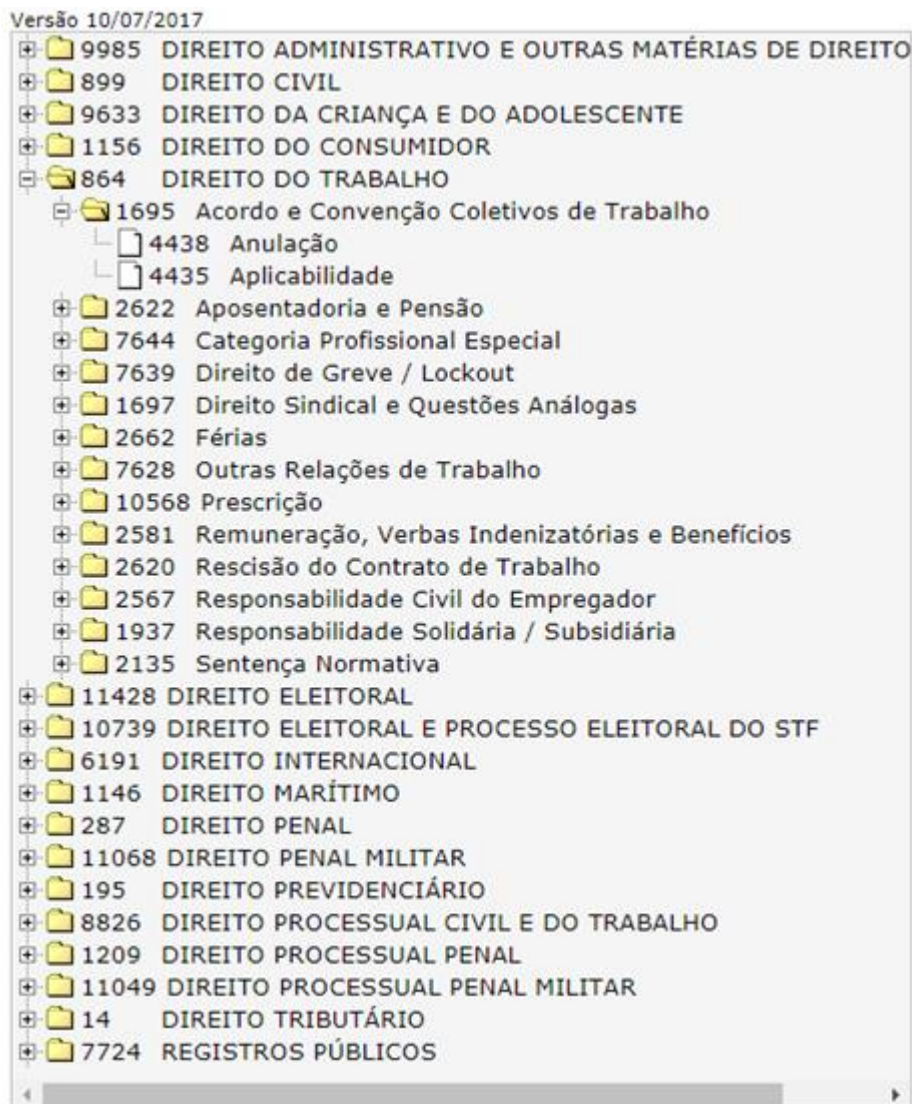 Versão 10/07/2017
9985 DIREITO ADMINISTRATIVO E OUTRAS MATÉRIAS DE DIREITO
899 DIREITO CIVIL
9633 DIREITO DA CRIANÇA E DO ADOLESCENTE
1156 DIREITO DO CONSUMIDOR
864 DIREITO DO TRABALHO
1695 Acordo e Convenção Coletivos de Trabalho
4438 Anulação
4435 Aplicabilidade
2622 Aposentadoria e Pensão
7644 Categoria Profissional Especial
7639 Direito de Greve / Lockout
1697 Direito Sindical e Questões Análogas
2662 Férias
7628 Outras Relações de Trabalho
10568 Prescrição
2581 Remuneração, Verbas Indenizatórias e Benefícios
2620 Rescisão do Contrato de Trabalho
2567 Responsabilidade Civil do Empregador
1937 Responsabilidade Solidária / Subsidiária
2135 Sentença Normativa
11428 DIREITO ELEITORAL
10739 DIREITO ELEITORAL E PROCESSO ELEITORAL DO STF
6191 DIREITO INTERNACIONAL
1146 DIREITO MARÍTIMO
287 DIREITO PENAL
11068 DIREITO PENAL MILITAR
195 DIREITO PREVIDENCIÁRIO
8826 DIREITO PROCESSUAL CIVIL E DO TRABALHO
1209 DIREITO PROCESSUAL PENAL
11049 DIREITO PROCESSUAL PENAL MILITAR
14 DIREITO TRIBUTÁRIO
7724 REGISTROS PÚBLICOS